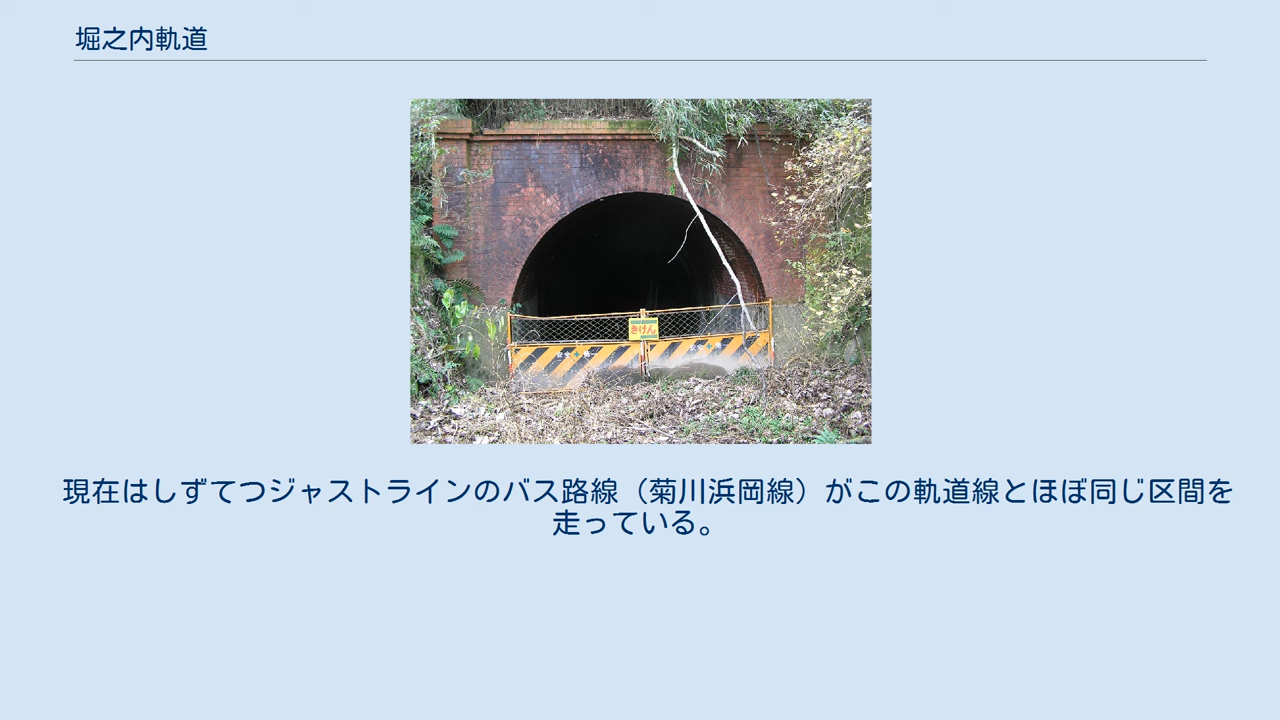 堀之内軌道
きけん
現在はしずてつジャストラインのバス路線（菊川浜岡線）がこの軌道線とほぼ同じ区間を
走っている。